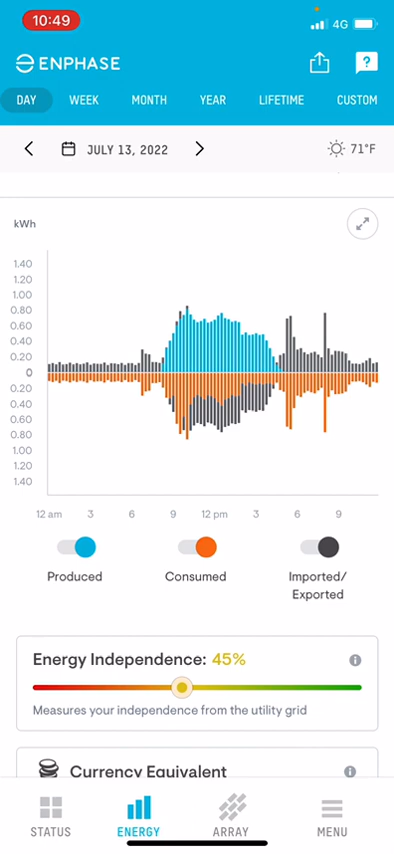 10:49
4G
ENPHASE
?
DAY WEEK MONTH YEAR LIFETIME CUSTOM
JULY 13, 2022
71°F
kWh
1.40
1.20
1.00
0.80
0.60
0.40
0.20
0
0.20
0.40
0.60
0.80
1.00
1.20
1.40
12 am 3 6 9 12 pm 3 6 9
Produced Consumed Imported/
Exported
Energy Independence: 45%
i
Measures your independence from the utility grid
Currency Equivalent
i
STATUS ENERGY ARRAY MENU